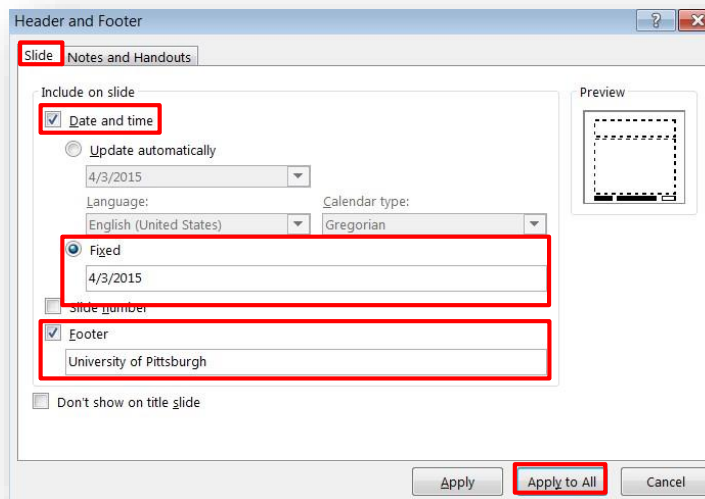 Header and Footer
Slide Notes and Handouts
Include on slide
Preview
Date and time
Update automatically
4/3/2015
Language: Calendar type:
English (United States) Gregorian
Fixed
4/3/2015
Slide number
Footer
University of Pittsburgh
Don't show on title slide
Apply Apply to All Cancel